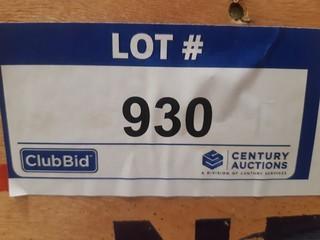 LOT #
930
ClubBid
CENTURY
AUCTIONS
A DIVISION OF CENTURY SERVICES